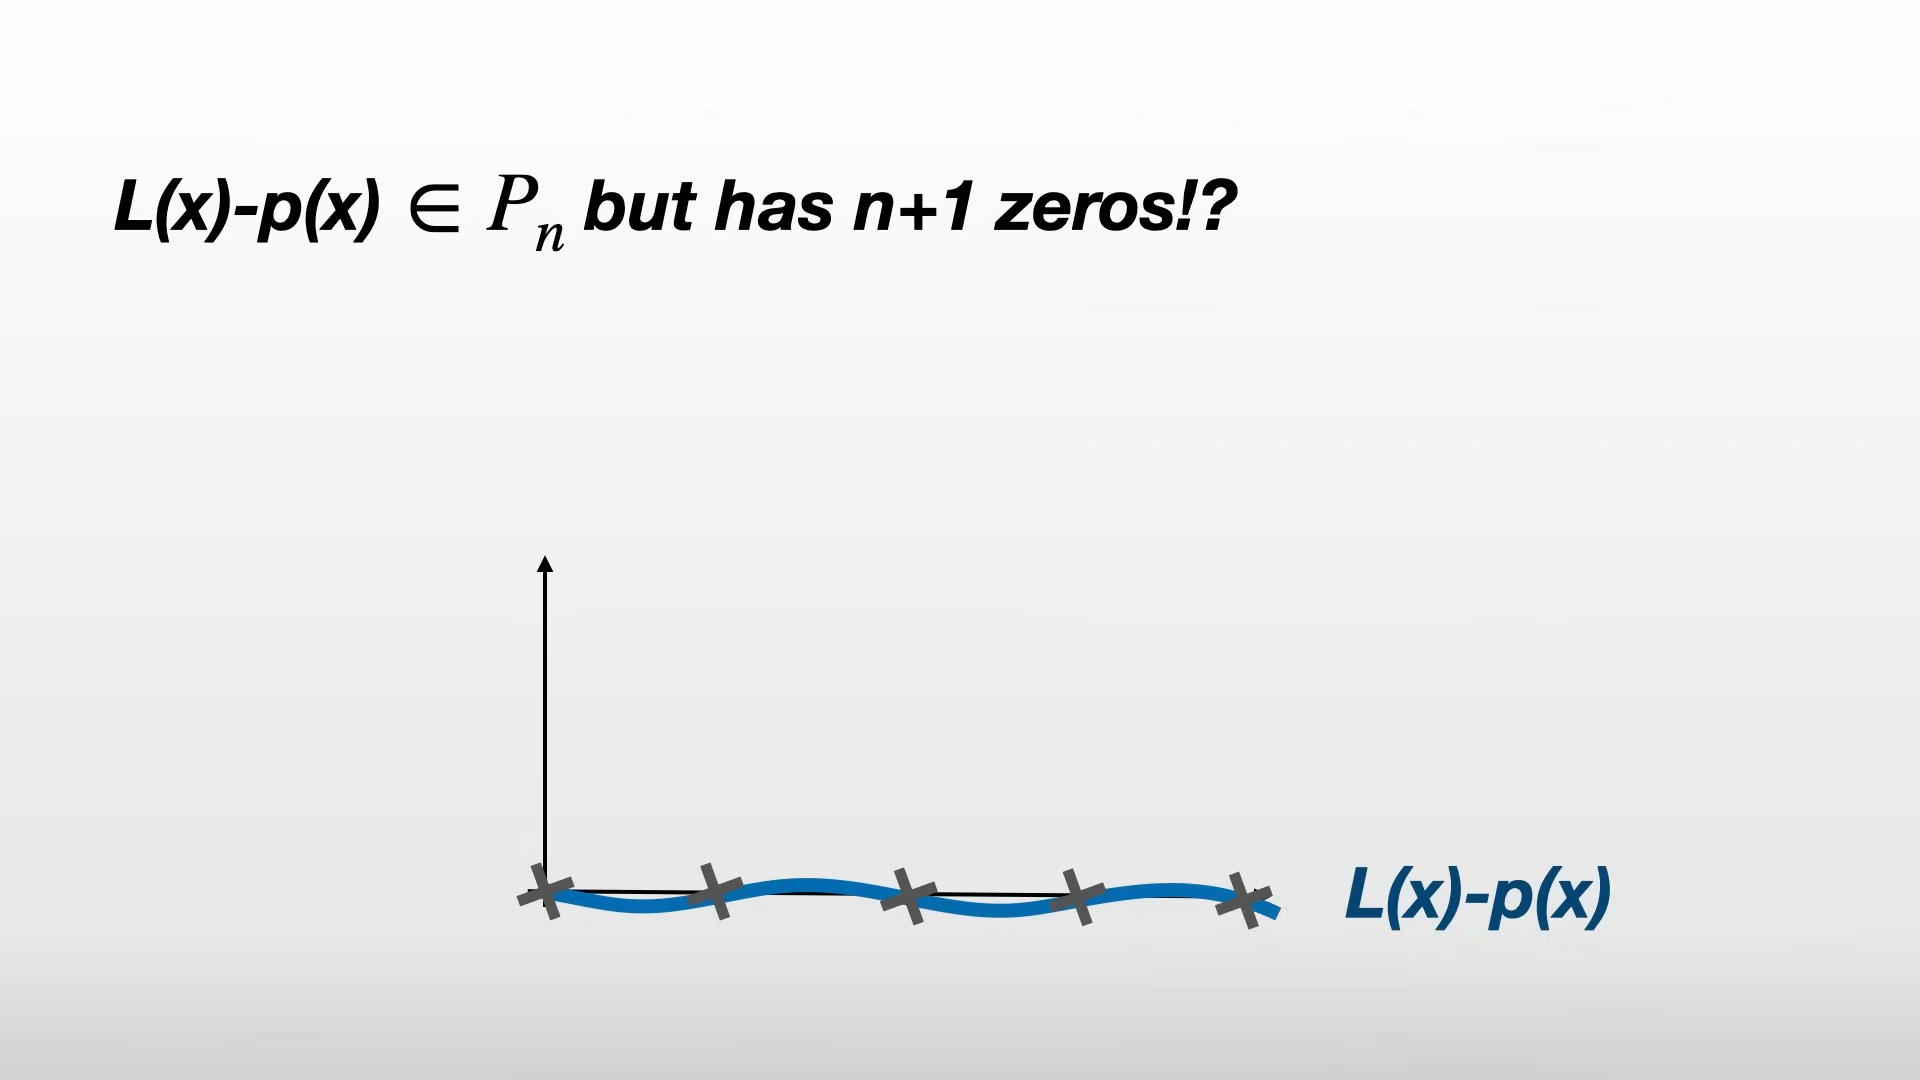 L(x)-p(x) ∈ Pₙ but has n+1 zeros!?
L(x)-p(x)